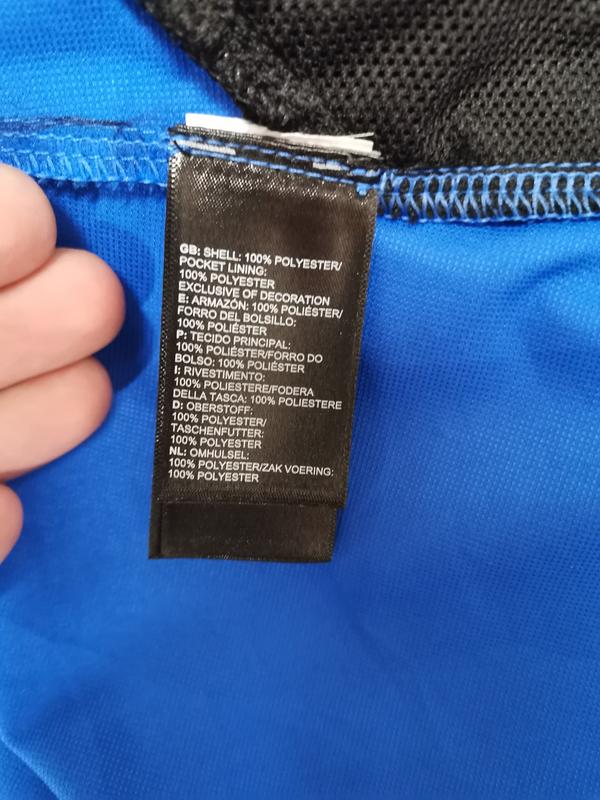 GB: SHELL: 100% POLYESTER/
POCKET LINING:
100% POLYESTER
EXCLUSIVE OF DECORATION
E: ARMAZÓN: 100% POLIÉSTER/
FORRO DEL BOLSILLO:
100% POLIÉSTER
P: TECIDO PRINCIPAL:
100% POLIÉSTER/FORRO DO
BOLSO: 100% POLIÉSTER
I: RIVESTIMENTO:
100% POLIESTERE/FODERA
DELLA TASCA: 100% POLIESTERE
D: OBERSTOFF:
100% POLYESTER/
TASCHENFUTTER:
100% POLYESTER
NL: OMHULSEL:
100% POLYESTER/ZAK VOERING:
100% POLYESTER